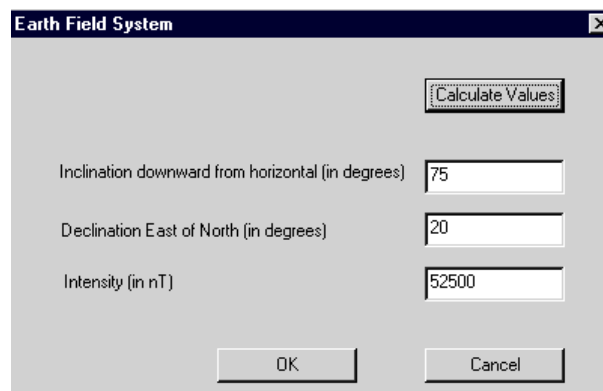 Earth Field System
Calculate Values
Inclination downward from horizontal (in degrees) 75
Declination East of North (in degrees) 20
Intensity (in nT) 52500
OK Cancel